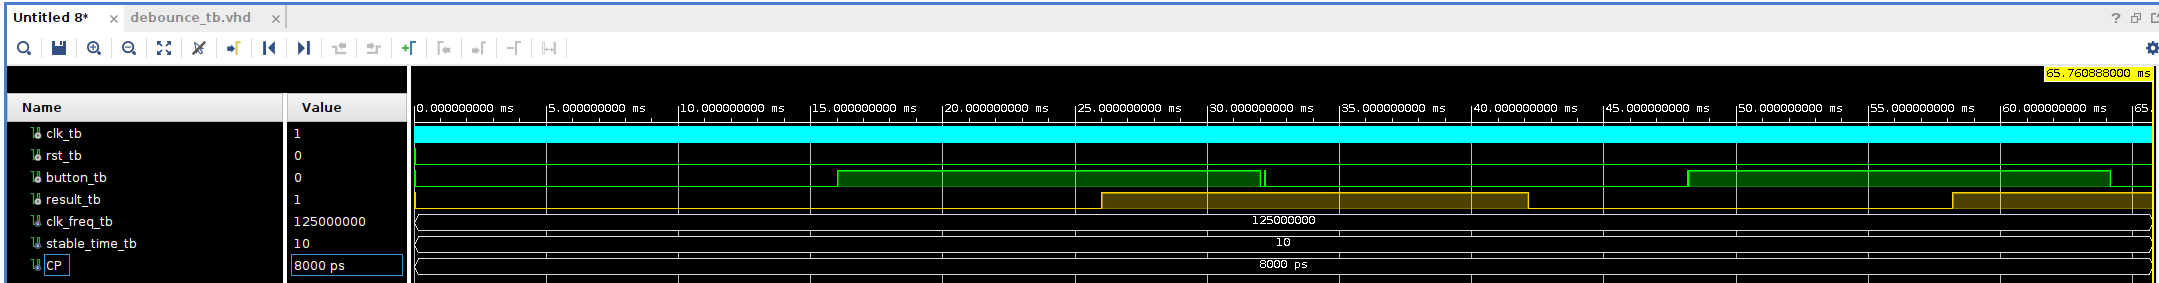 Untitled 8* × debounce_tb.vhd ×
?
65.760888000 ms
Name Value
0.000000000 ms 5.000000000 ms 10.000000000 ms 15.000000000 ms 20.000000000 ms 25.000000000 ms 30.000000000 ms 35.000000000 ms 40.000000000 ms 45.000000000 ms 50.000000000 ms 55.000000000 ms 60.000000000 ms 65.
clk_tb 1
rst_tb 0
button_tb 0
result_tb 1
clk_freq_tb 125000000 125000000
stable_time_tb 10 10
CP 8000 ps 8000 ps